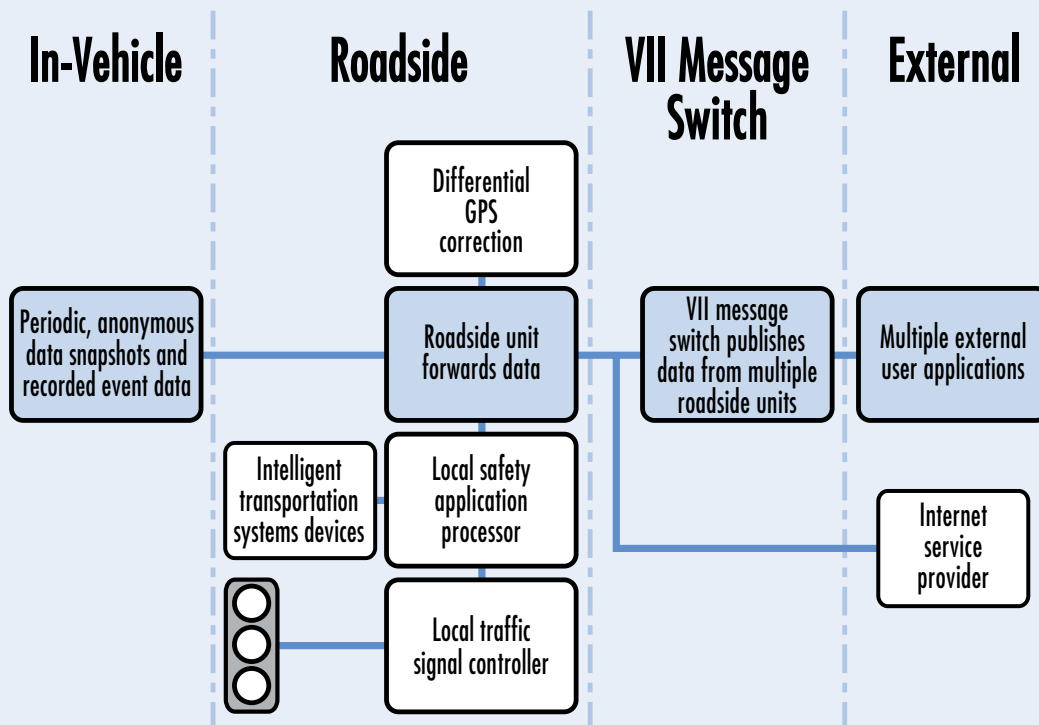 In-Vehicle
Roadside
VII Message
Switch
External
Differential
GPS
correction
Periodic, anonymous
data snapshots and
recorded event data
Roadside unit
forwards data
VII message
switch publishes
data from multiple
roadside units
Multiple external
user applications
Intelligent
transportation
systems devices
Local safety
application
processor
Internet
service
provider
Local traffic
signal controller